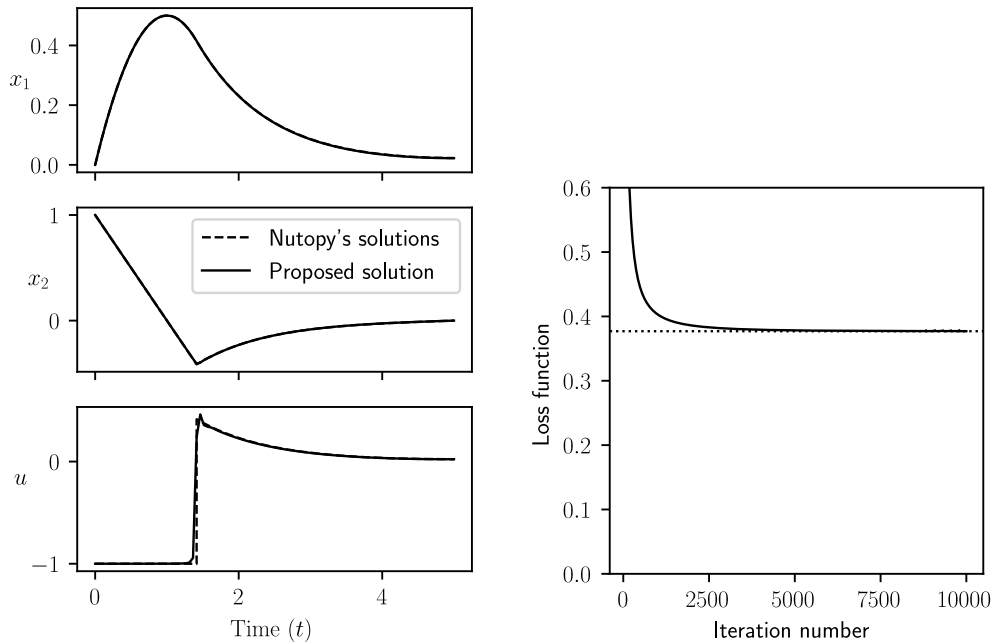 0.4
x₁
0.2
0.0
1
x₂
0
Nutopy's solutions
Proposed solution
0
u
−1
0
2
4
Time (t)
0.6
0.5
0.4
0.3
0.2
0.1
0.0
Loss function
0
2500
5000
7500
10000
Iteration number